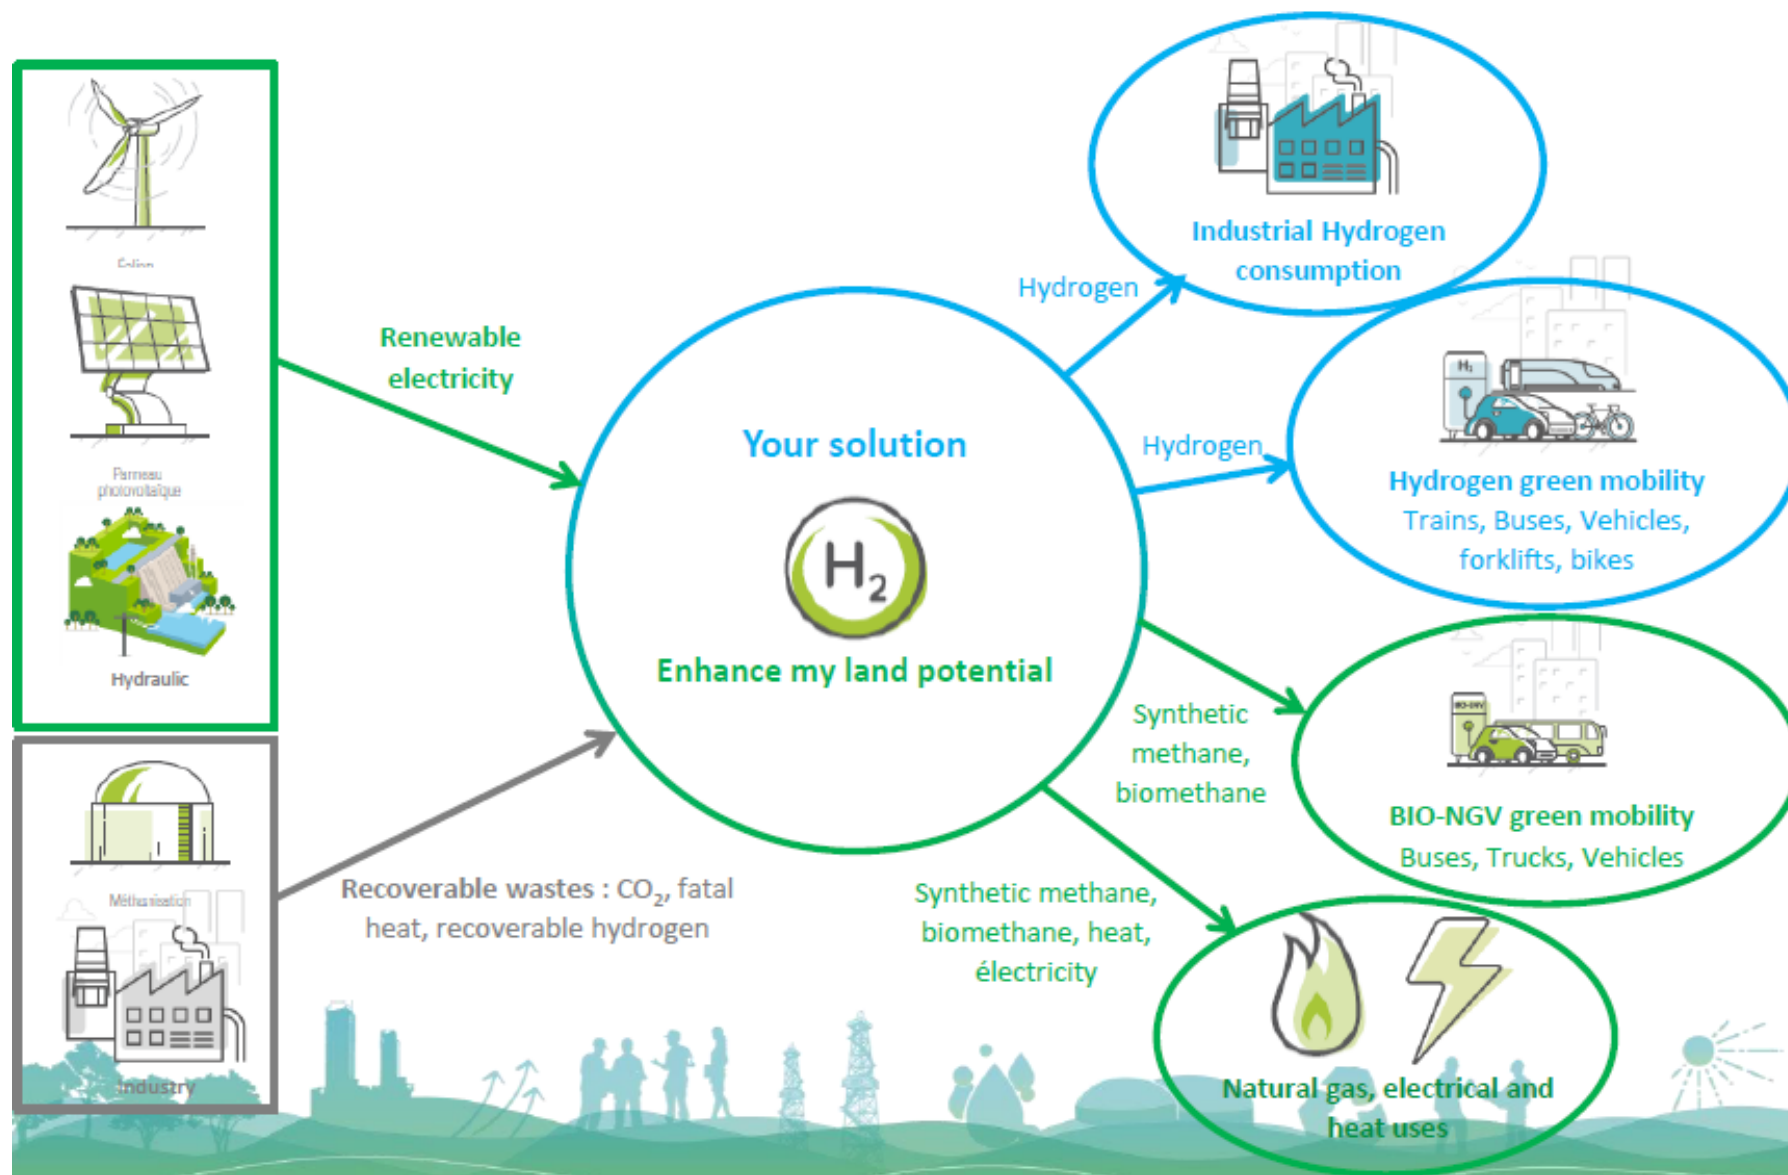 Panneau
photovoltaïque
Hydraulic
Méthanisation
Industry
Renewable
electricity
Recoverable wastes : CO₂, fatal
heat, recoverable hydrogen
Your solution
H₂
Enhance my land potential
Hydrogen
Industrial Hydrogen
consumption
Hydrogen
H₂
Hydrogen green mobility
Trains, Buses, Vehicles,
forklifts, bikes
Synthetic
methane,
biomethane
BIO-GNV
BIO-NGV green mobility
Buses, Trucks, Vehicles
Synthetic methane,
biomethane, heat,
électricity
Natural gas, electrical and
heat uses